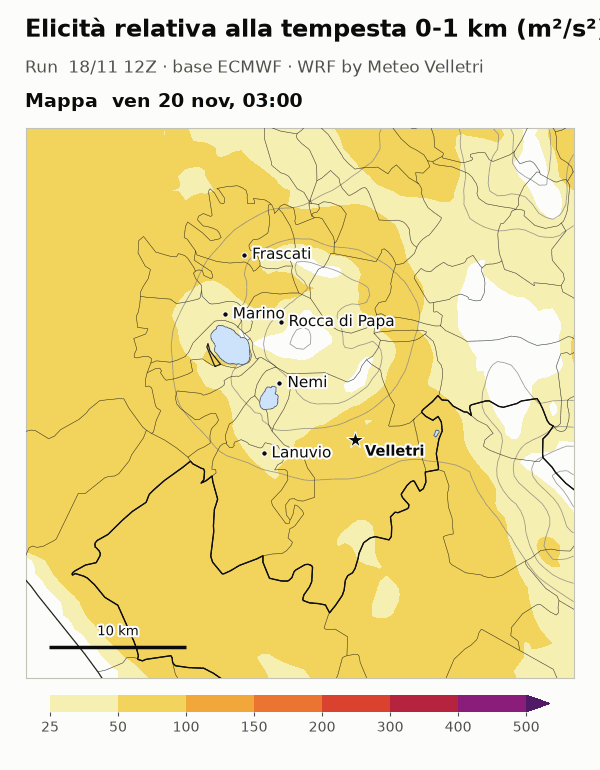 Elicità relativa alla tempesta 0-1 km (m²/s²)
Run 18/11 12Z · base ECMWF · WRF by Meteo Velletri
Mappa ven 20 nov, 03:00
Frascati
Marino
Rocca di Papa
Nemi
Velletri
Lanuvio
10 km
25 50 100 150 200 300 400 500